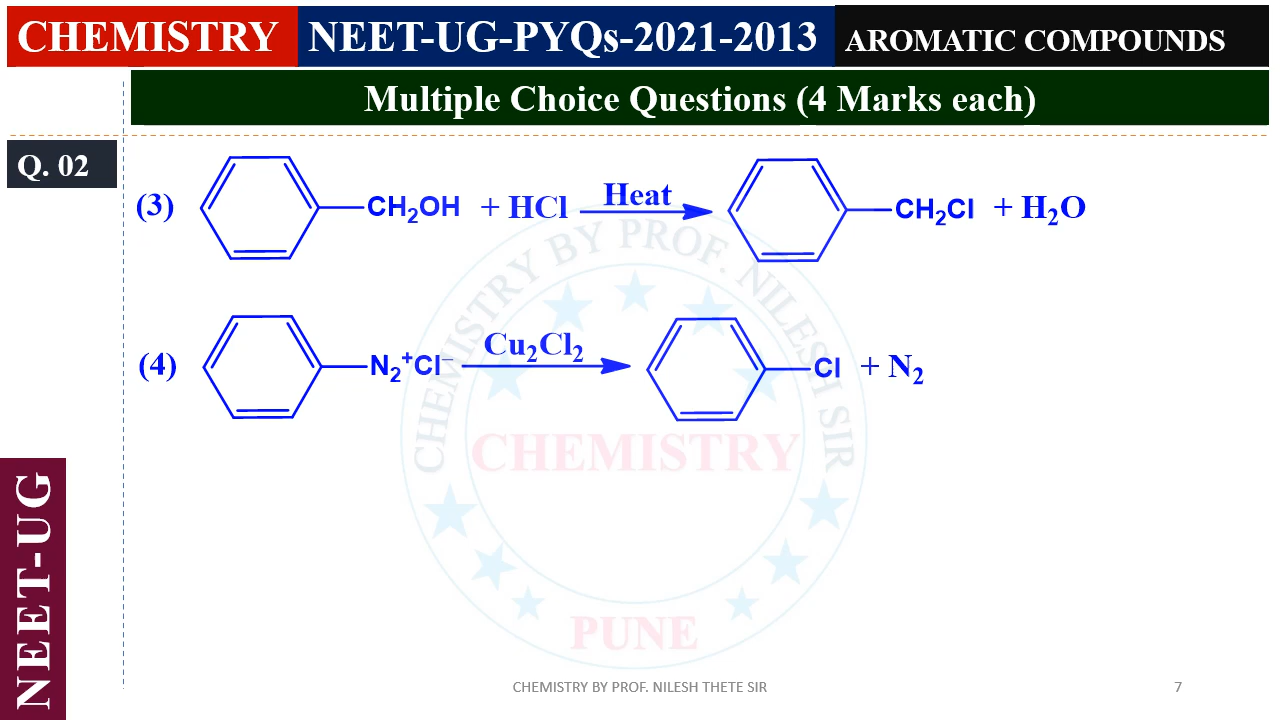 CHEMISTRY NEET-UG-PYQs-2021-2013 AROMATIC COMPOUNDS
Multiple Choice Questions (4 Marks each)
Q. 02
(3) CH₂OH + HCl Heat CH₂Cl + H₂O
(4) N₂⁺Cl⁻ Cu₂Cl₂ Cl + N₂
CHEMISTRY BY PROF. NILESH SIR
CHEMISTRY
PUNE
NEET-UG
CHEMISTRY BY PROF. NILESH THETE SIR 7